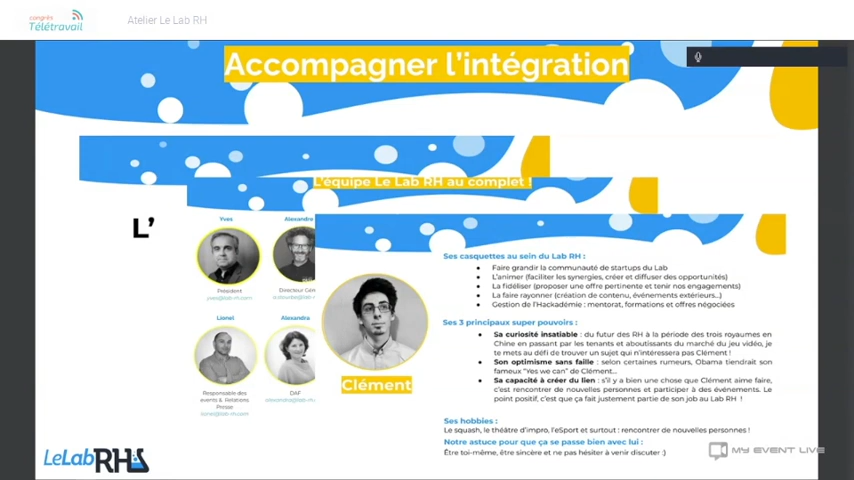 congrès
Télétravail
Atelier Le Lab RH
Accompagner l'intégration
L'équipe Le Lab RH au complet !
L'
Yves
Alexandre
Président
Directeur Gén
Lionel
Alexandra
Responsable des
events & Relations
Presse
DAF
Clément
Ses casquettes au sein du Lab RH :
Faire grandir la communauté de startups du Lab
L'animer (faciliter les synergies, créer et diffuser des opportunités)
La fidéliser (proposer une offre pertinente et tenir nos engagements)
La faire rayonner (création de contenu, événements extérieurs...)
Gestion de l'Hackadémie : mentorat, formations et offres négociées
Ses 3 principaux super pouvoirs :
Sa curiosité insatiable : du futur des RH à la période des trois royaumes en
Chine en passant par les tenants et aboutissants du marché du jeu vidéo, je
te mets au défi de trouver un sujet qui n'intéressera pas Clément !
Son optimisme sans faille : selon certaines rumeurs, Obama tiendrait son
fameux "Yes we can" de Clément...
Sa capacité à créer du lien : s'il y a bien une chose que Clément aime faire,
c'est rencontrer de nouvelles personnes et participer à des événements. Le
point positif, c'est que ça fait justement partie de son job au Lab RH !
Ses hobbies :
Le squash, le théâtre d'impro, l'eSport et surtout : rencontrer de nouvelles personnes !
Notre astuce pour que ça se passe bien avec lui :
Être toi-même, être sincère et ne pas hésiter à venir discuter :)
LeLabRH
MY EVENT LIVE